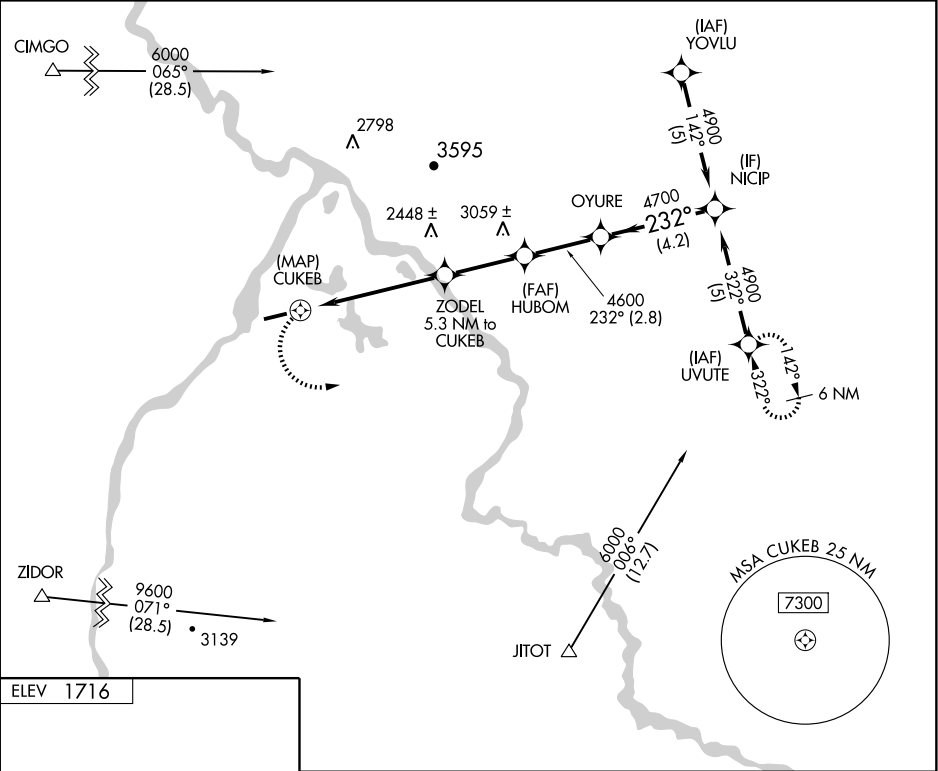 CIMGO
6000
065°
(28.5)
(IAF)
YOVLU
4900
142°
(5)
(IF)
NICIP
2798
3595
2448 ±
3059 ±
OYURE
4700
232°
(4.2)
(MAP)
CUKEB
ZODEL
5.3 NM to
CUKEB
(FAF)
HUBOM
4600
232° (2.8)
4900
322°
(5)
(IAF)
UVUTE
142°
322°
6 NM
ZIDOR
9600
071°
(28.5)
3139
6000
006°
(12.7)
JITOT
MSA CUKEB 25 NM
7300
ELEV 1716